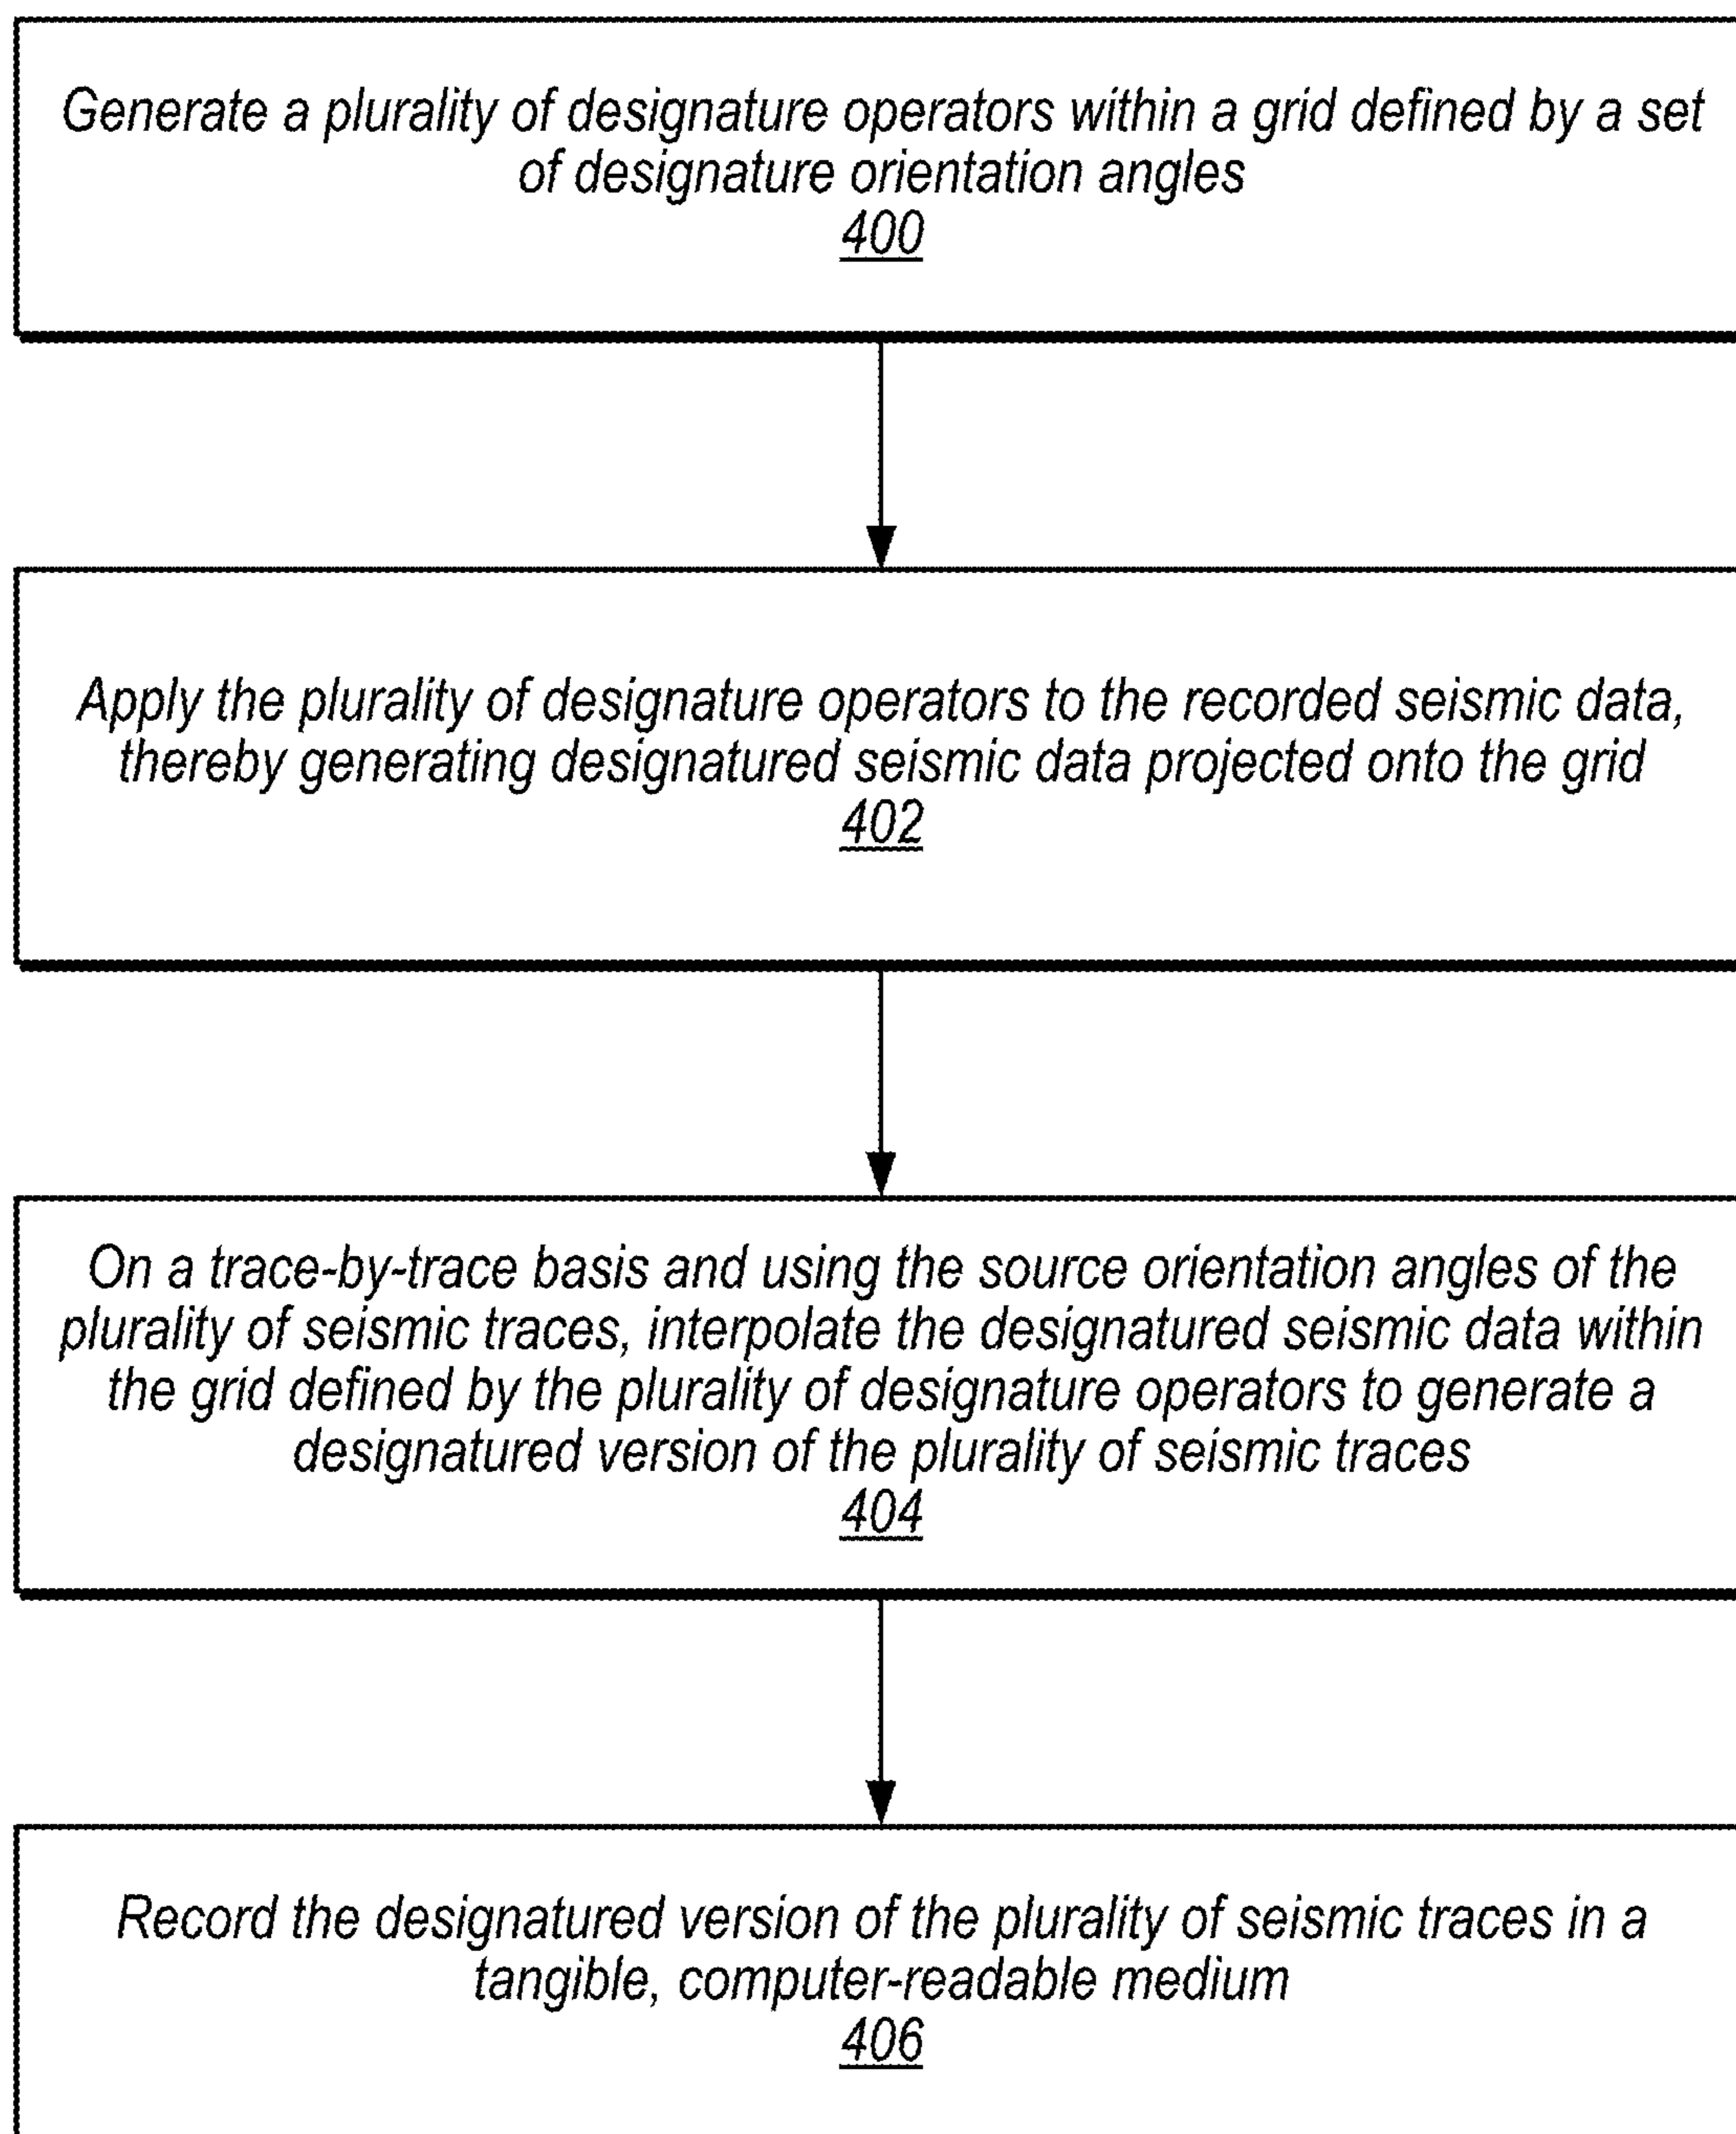 Generate a plurality of designature operators within a grid defined by a set
of designature orientation angles
400
Apply the plurality of designature operators to the recorded seismic data,
thereby generating designatured seismic data projected onto the grid
402
On a trace-by-trace basis and using the source orientation angles of the
plurality of seismic traces, interpolate the designatured seismic data within
the grid defined by the plurality of designature operators to generate a
designatured version of the plurality of seismic traces
404
Record the designatured version of the plurality of seismic traces in a
tangible, computer-readable medium
406